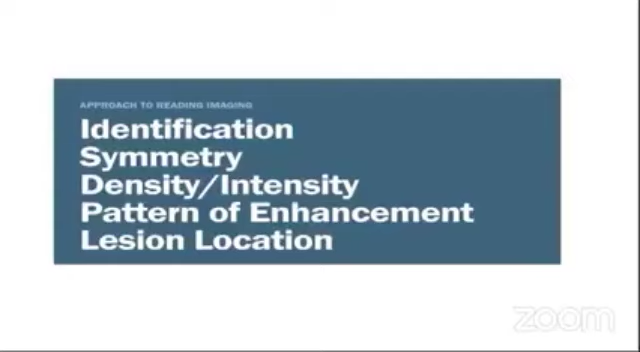 APPROACH TO READING IMAGING
Identification
Symmetry
Density/Intensity
Pattern of Enhancement
Lesion Location
zoom